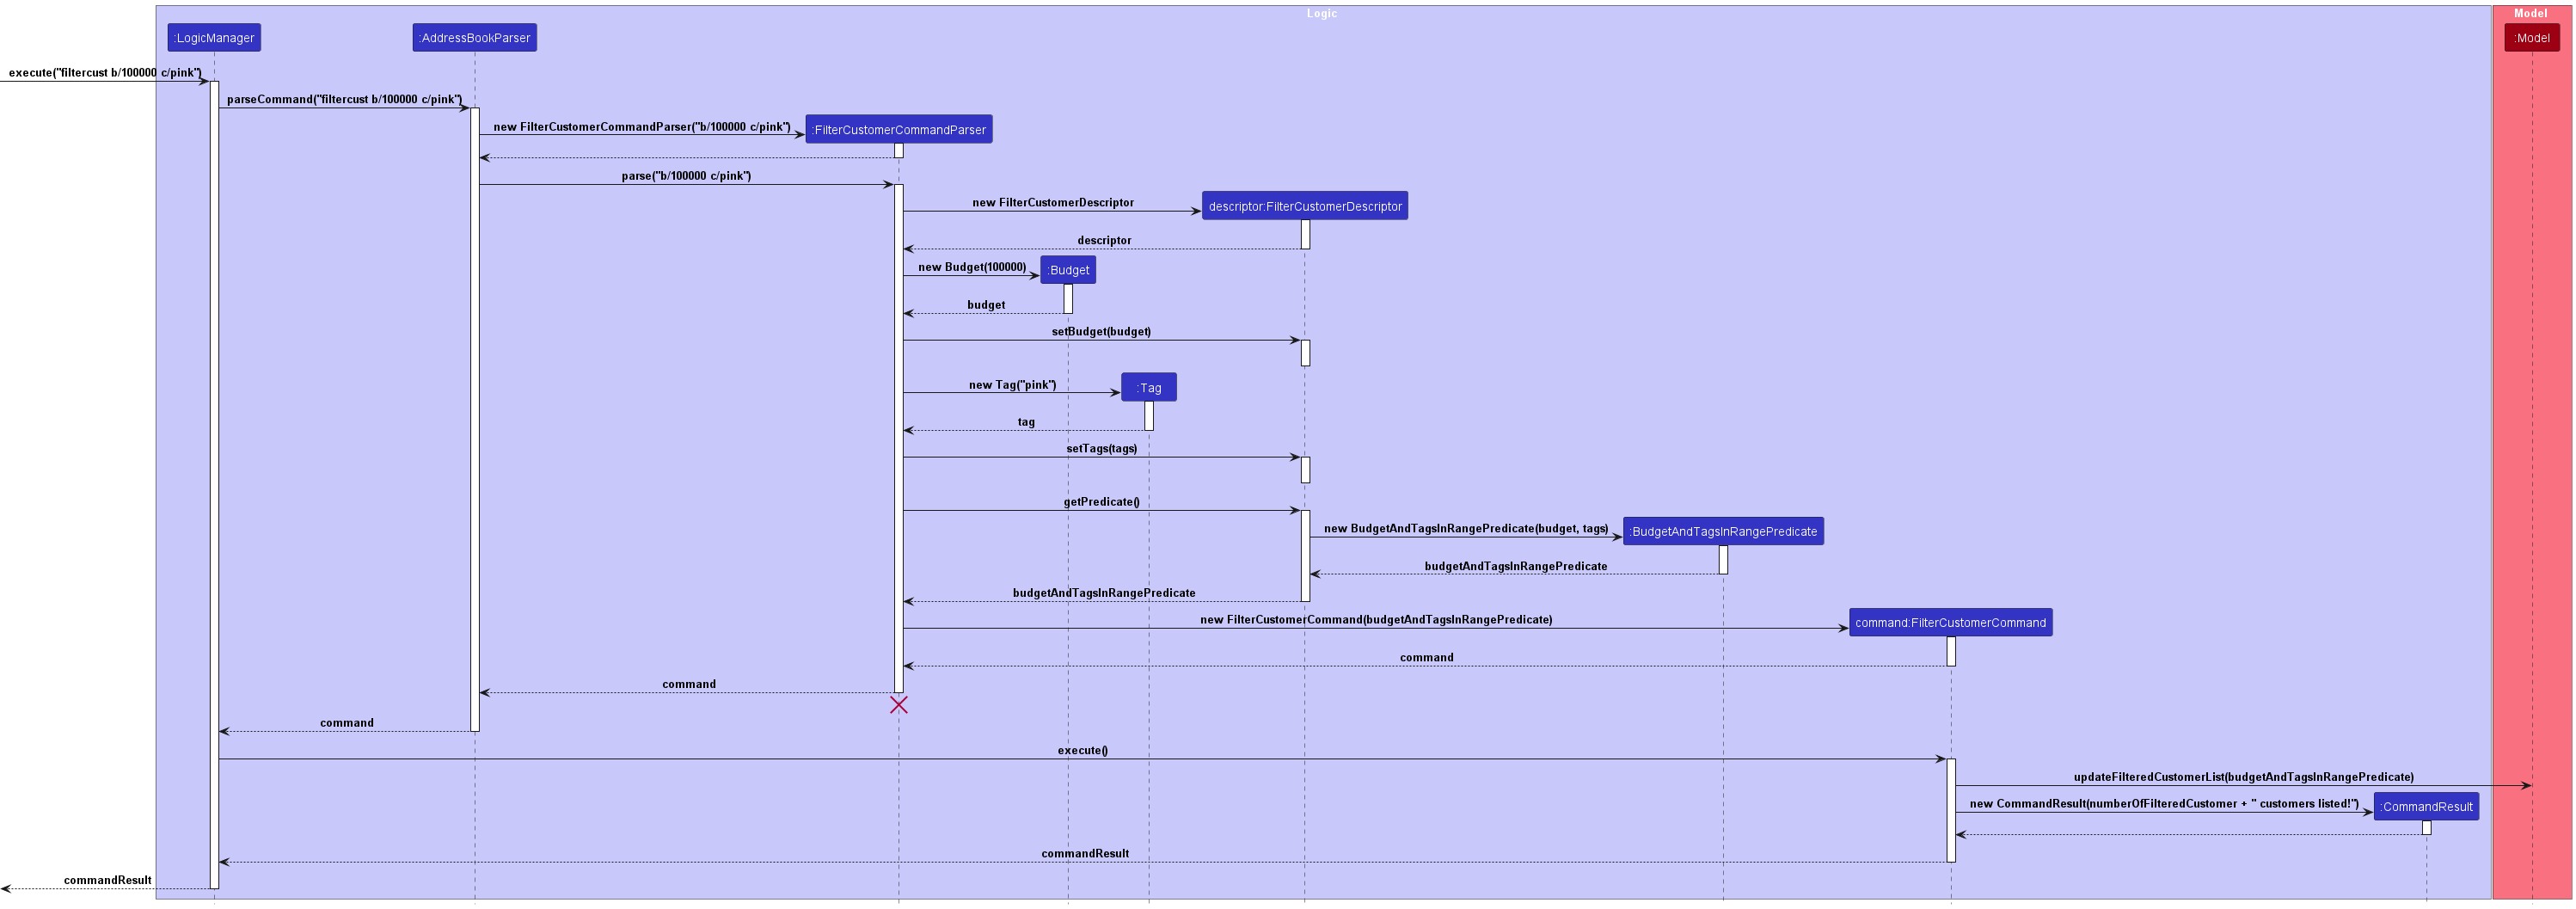 Logic
Model
:LogicManager
:AddressBookParser
:Model
execute("filtercust b/100000 c/pink")
parseCommand("filtercust b/100000 c/pink")
new FilterCustomerCommandParser("b/100000 c/pink")
:FilterCustomerCommandParser
parse("b/100000 c/pink")
new FilterCustomerDescriptor
descriptor:FilterCustomerDescriptor
descriptor
new Budget(100000)
:Budget
budget
setBudget(budget)
new Tag("pink")
:Tag
tag
setTags(tags)
getPredicate()
new BudgetAndTagsInRangePredicate(budget, tags)
:BudgetAndTagsInRangePredicate
budgetAndTagsInRangePredicate
budgetAndTagsInRangePredicate
new FilterCustomerCommand(budgetAndTagsInRangePredicate)
command:FilterCustomerCommand
command
command
command
execute()
updateFilteredCustomerList(budgetAndTagsInRangePredicate)
new CommandResult(numberOfFilteredCustomer + " customers listed!")
:CommandResult
commandResult
commandResult